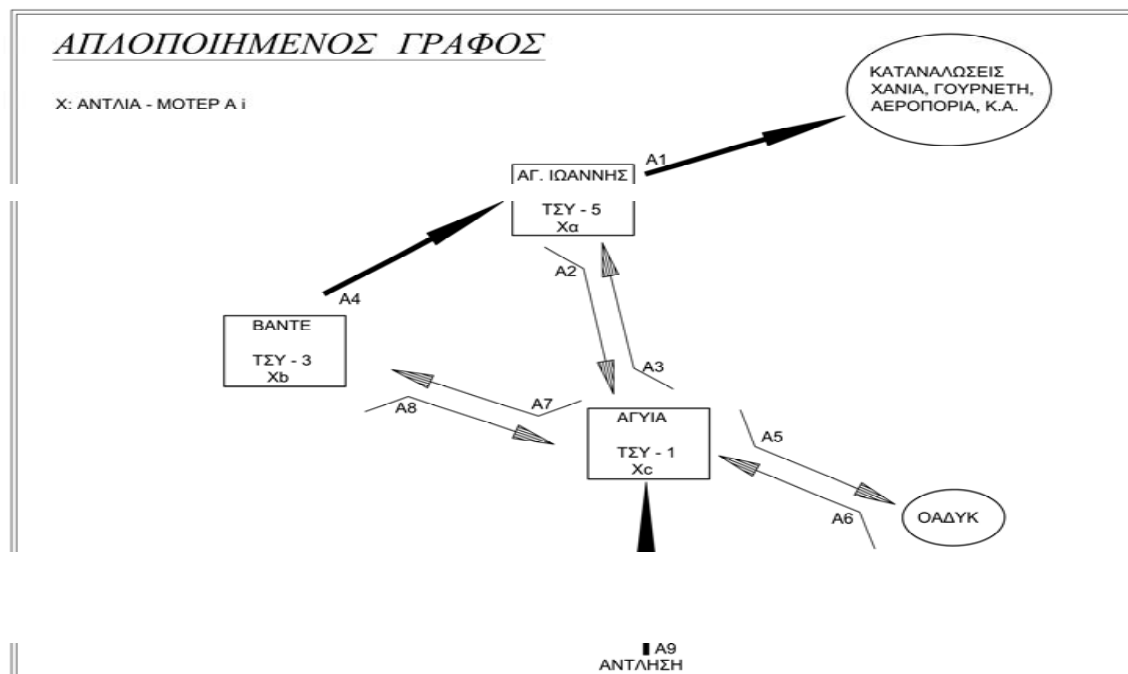 ΑΠΛΟΠΟΙΗΜΕΝΟΣ ΓΡΑΦΟΣ
Χ: ΑΝΤΛΙΑ - ΜΟΤΕΡ Α i
ΚΑΤΑΝΑΛΩΣΕΙΣ
ΧΑΝΙΑ, ΓΟΥΡΝΕΤΗ,
ΑΕΡΟΠΟΡΙΑ, Κ.Α.
Α1
ΑΓ. ΙΩΑΝΝΗΣ
ΤΣΥ - 5
Χα
Α2
Α4
ΒΑΝΤΕ
ΤΣΥ - 3
Χb
Α3
Α7
Α8
ΑΓΥΙΑ
ΤΣΥ - 1
Χc
Α5
Α6
ΟΑΔΥΚ
Α9
ΑΝΤΛΗΣΗ